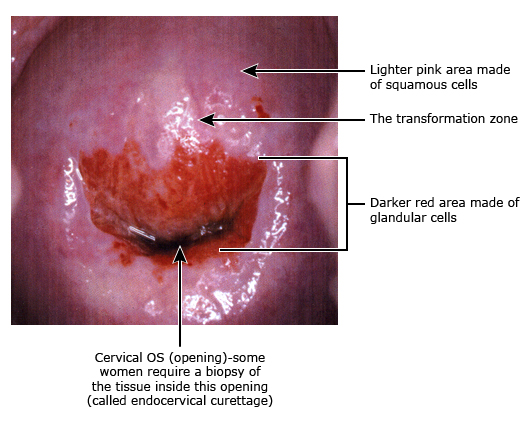 Lighter pink area made
of squamous cells
The transformation zone
Darker red area made of
glandular cells
Cervical OS (opening)-some
women require a biopsy of
the tissue inside this opening
(called endocervical curettage)